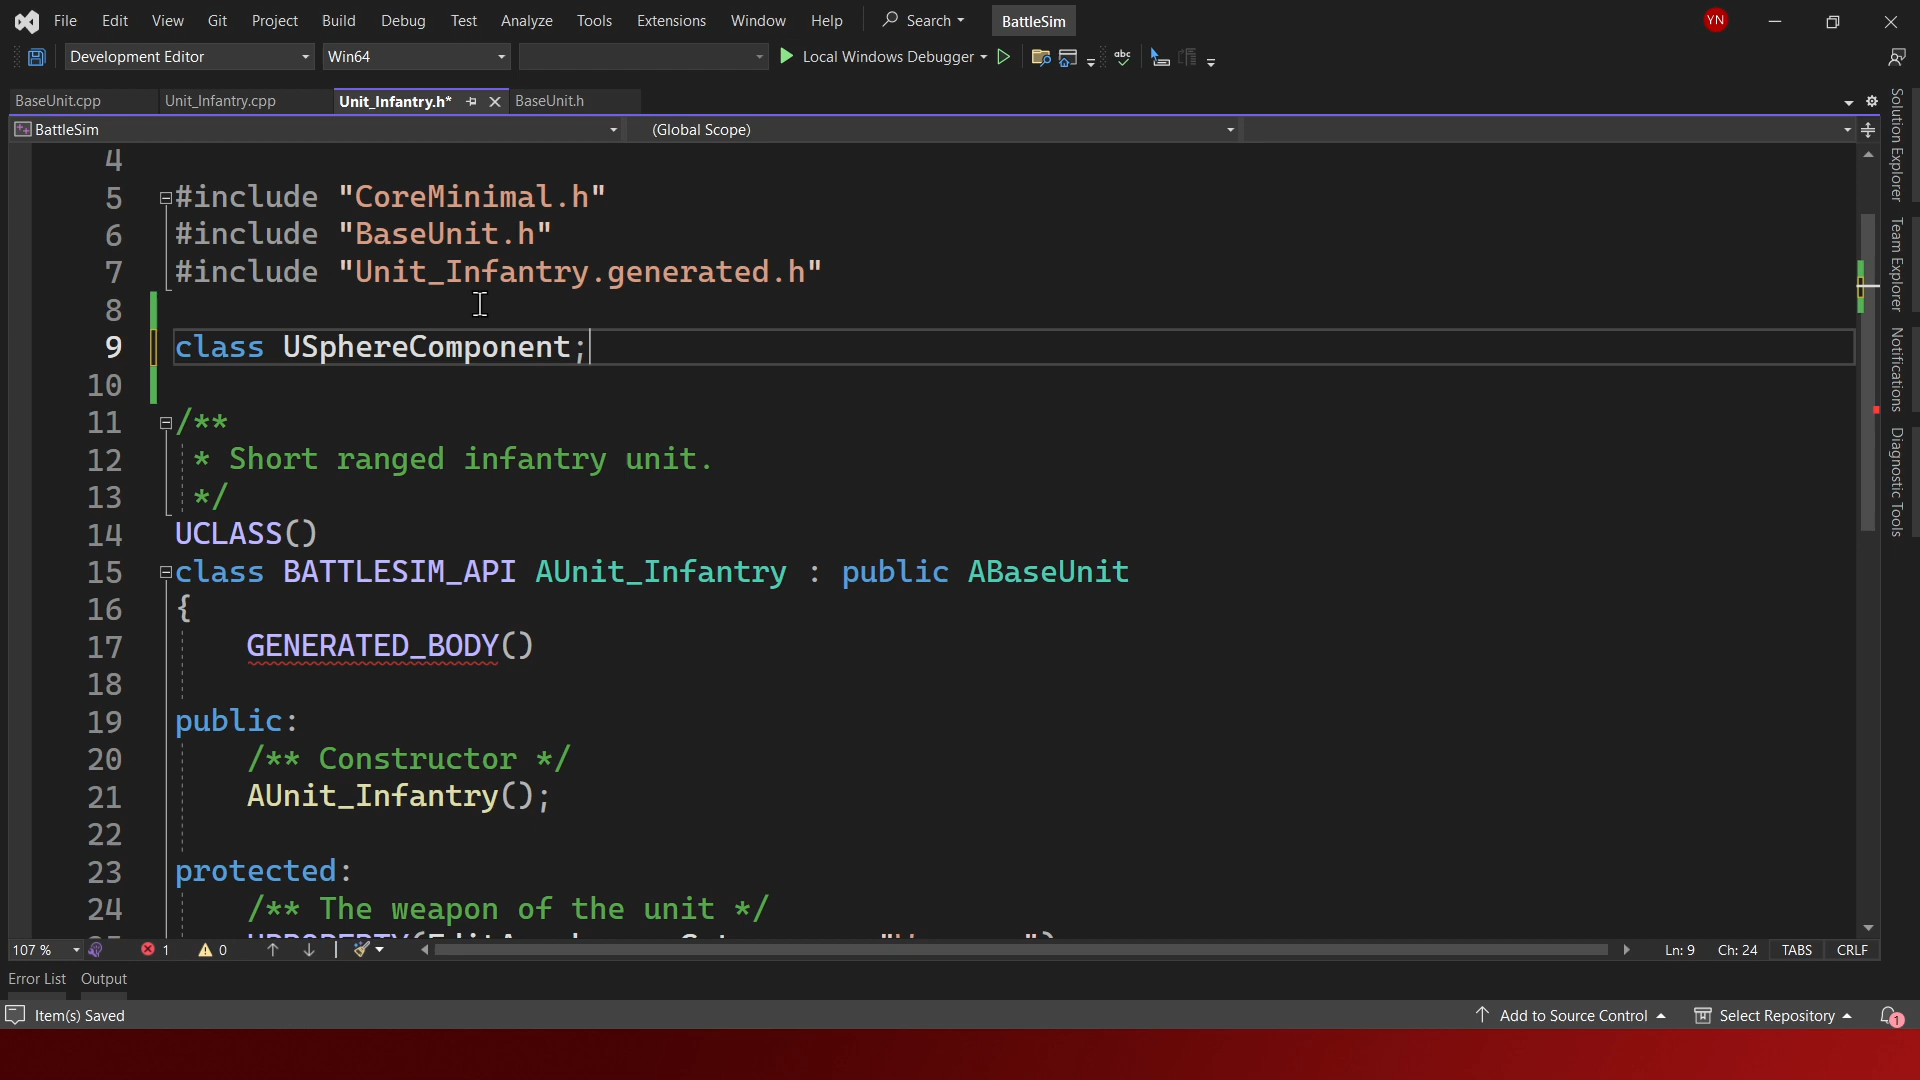 File Edit View Git Project Build Debug Test Analyze Tools Extensions Window Help Search BattleSim YN
Development Editor Win64 Local Windows Debugger
BaseUnit.cpp Unit_Infantry.cpp Unit_Infantry.h* BaseUnit.h
BattleSim (Global Scope)
4
5 #include "CoreMinimal.h"
6 #include "BaseUnit.h"
7 #include "Unit_Infantry.generated.h"
8
9 class USphereComponent;
10
11 /**
12 * Short ranged infantry unit.
13 */
14 UCLASS()
15 class BATTLESIM_API AUnit_Infantry : public ABaseUnit
16 {
17 GENERATED_BODY()
18
19 public:
20 /** Constructor */
21 AUnit_Infantry();
22
23 protected:
24 /** The weapon of the unit */
107 % 1 0 Ln: 9 Ch: 24 TABS CRLF
Error List Output
Item(s) Saved Add to Source Control Select Repository 1
Solution Explorer
Team Explorer
Notifications
Diagnostic Tools